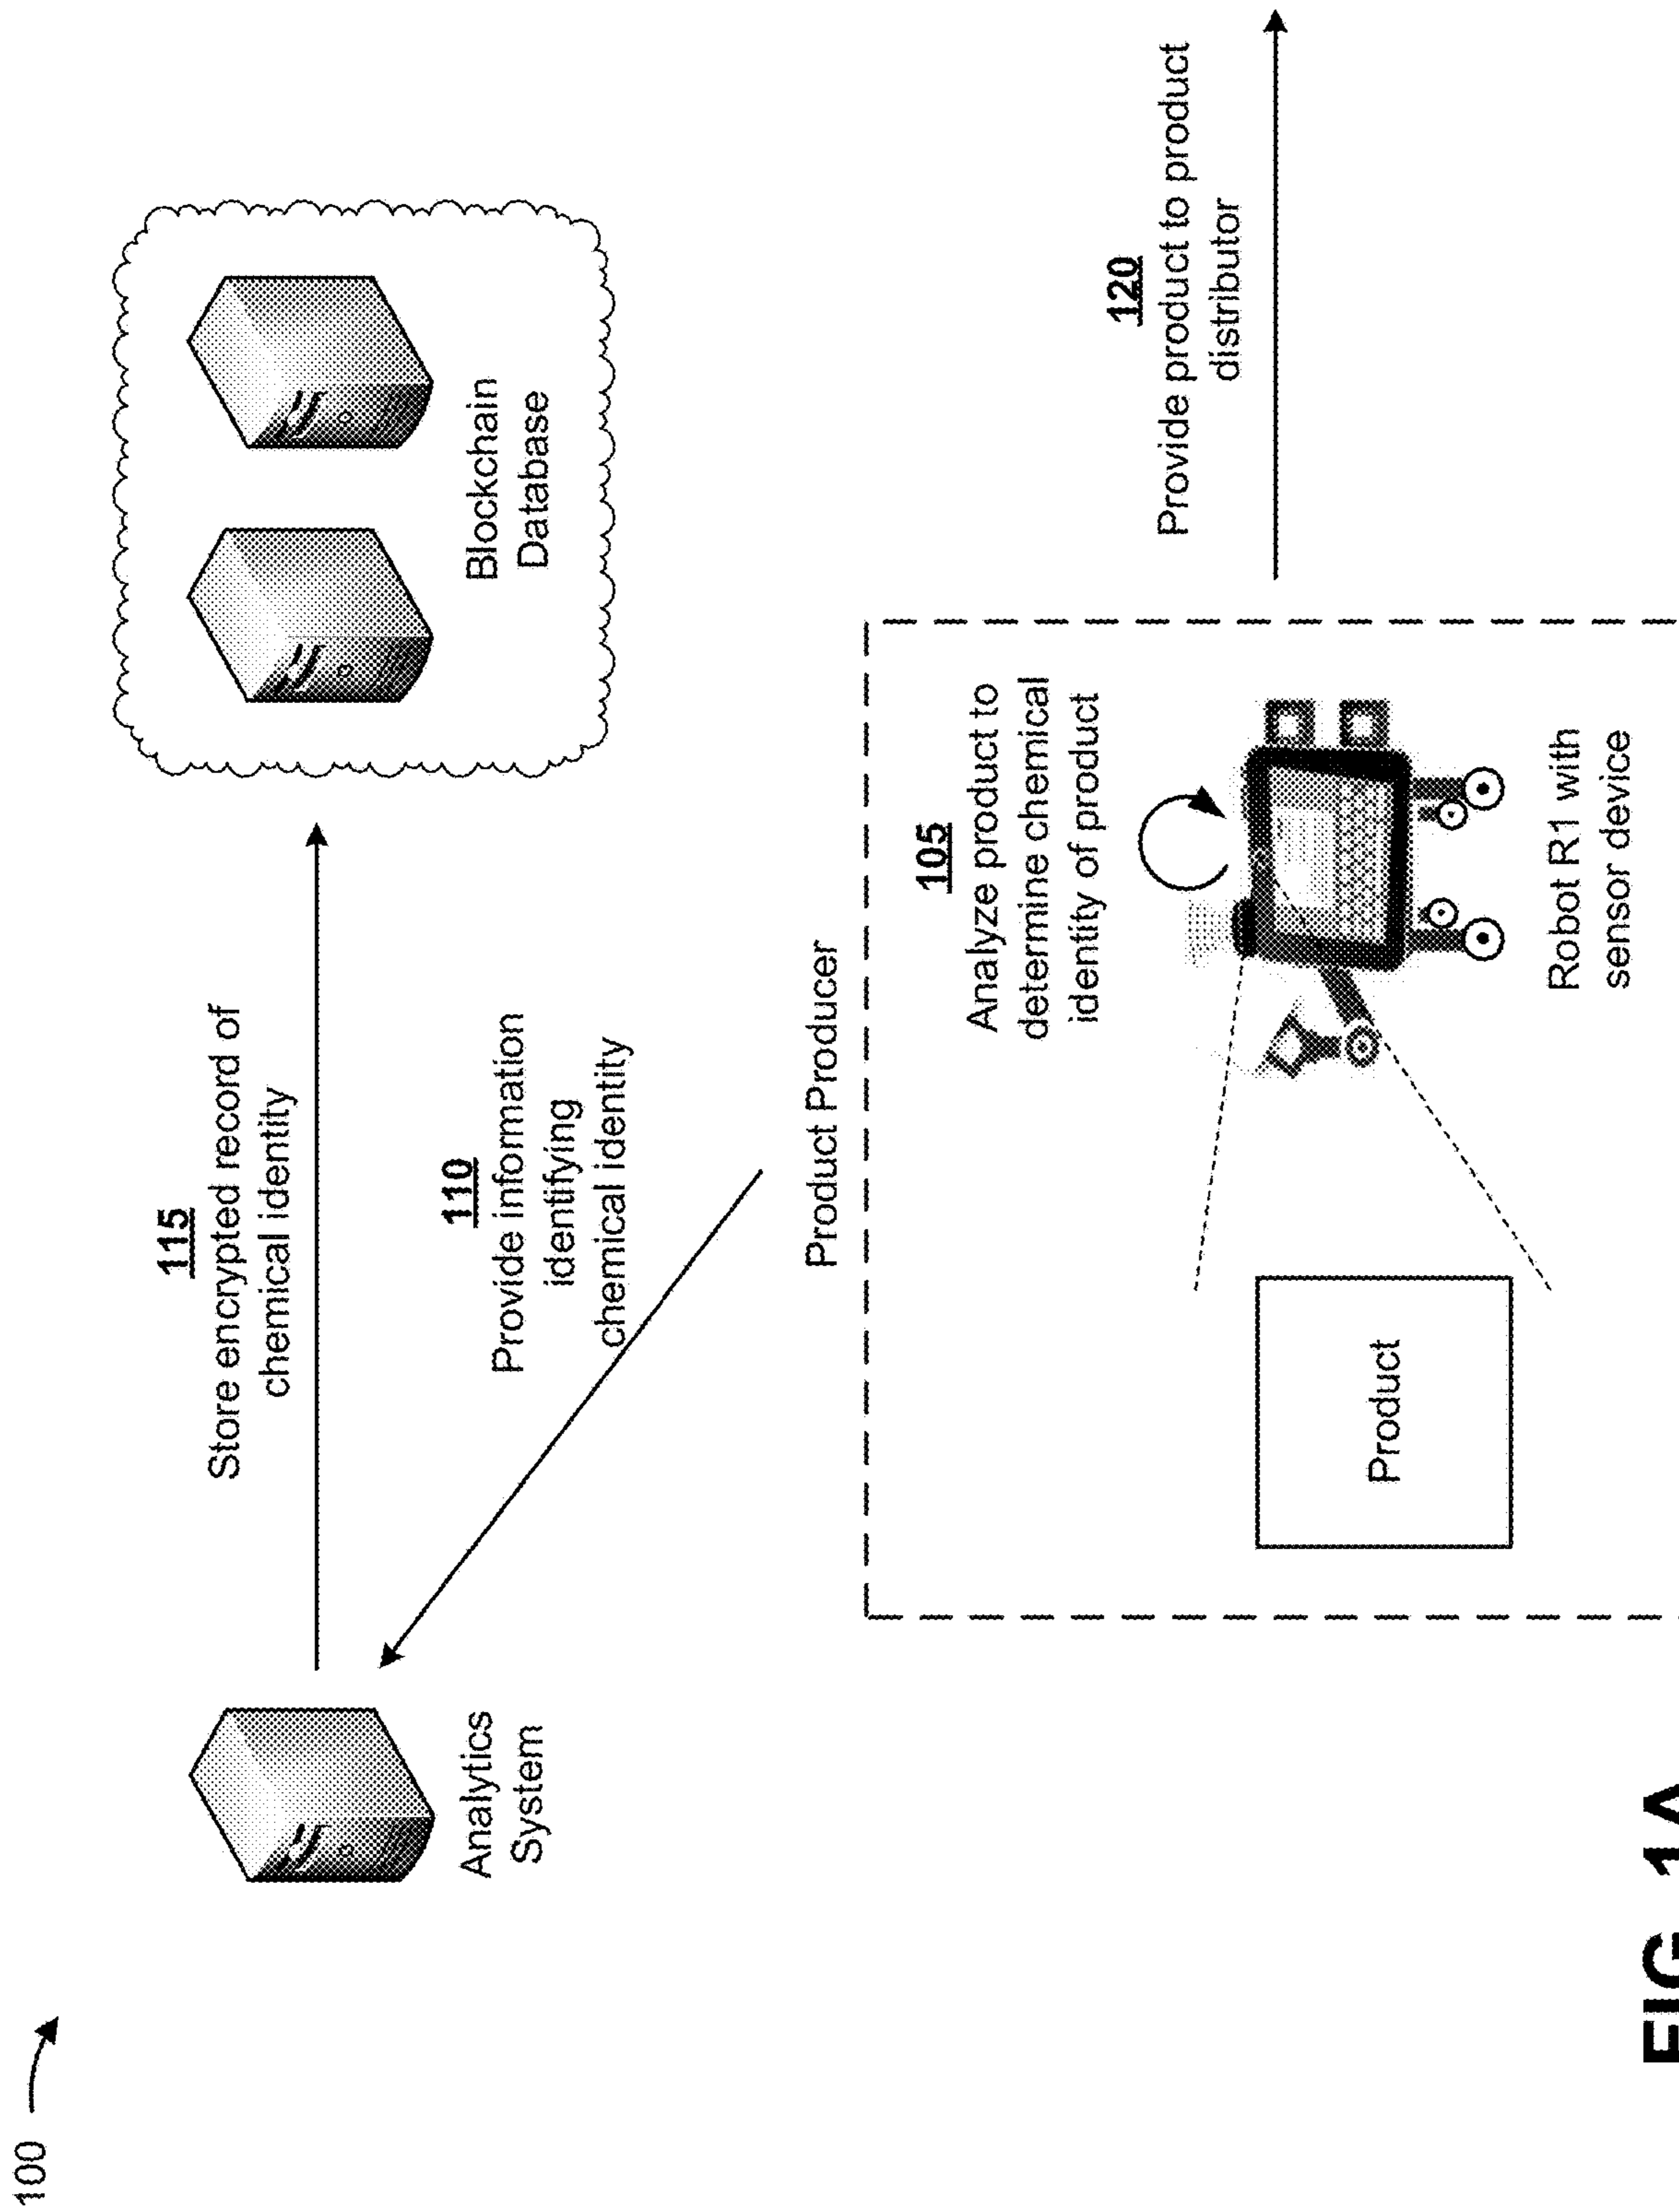 100
115
Store encrypted record of
chemical identity
110
Provide information
identifying
chemical identity
Analytics
System
Blockchain
Database
Product Producer
105
Analyze product to
determine chemical
identity of product
Product
Robot R1 with
sensor device
120
Provide product to product
distributor
FIG. 1A